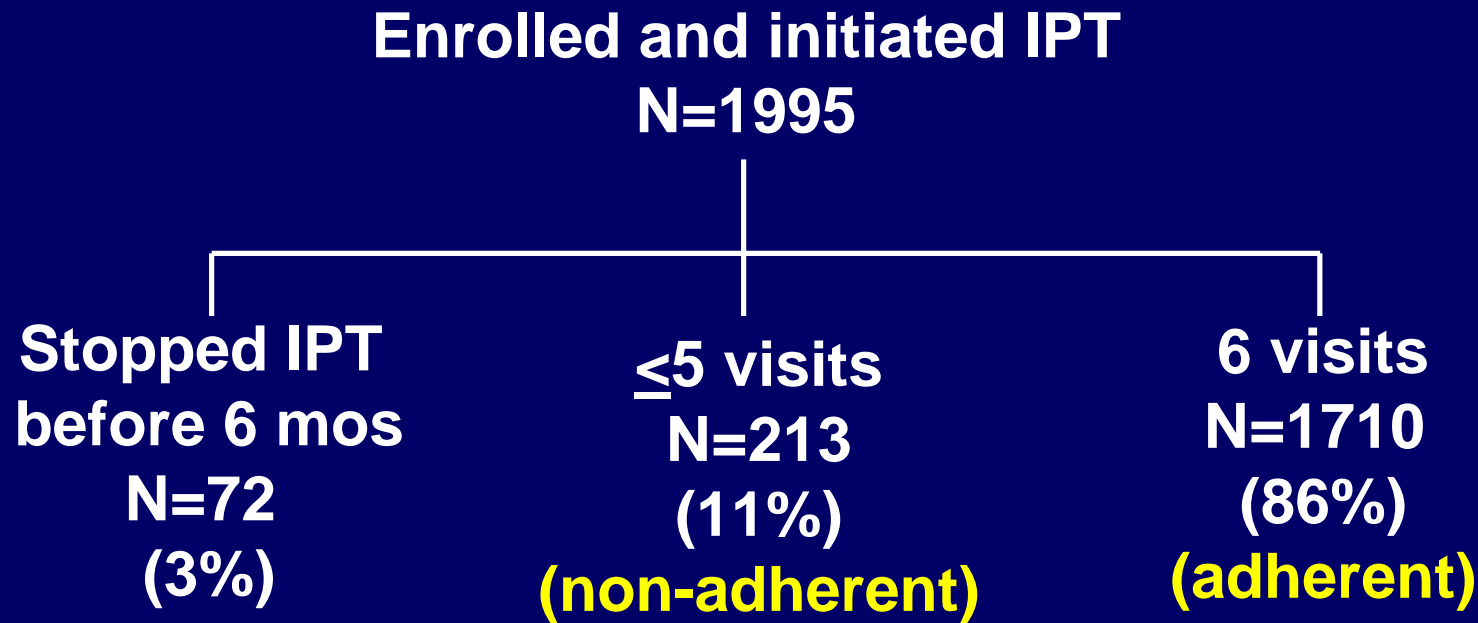 Enrolled and initiated IPT
N=1995
Stopped IPT
before 6 mos
N=72
(3%)
≤5 visits
N=213
(11%)
(non-adherent)
6 visits
N=1710
(86%)
(adherent)